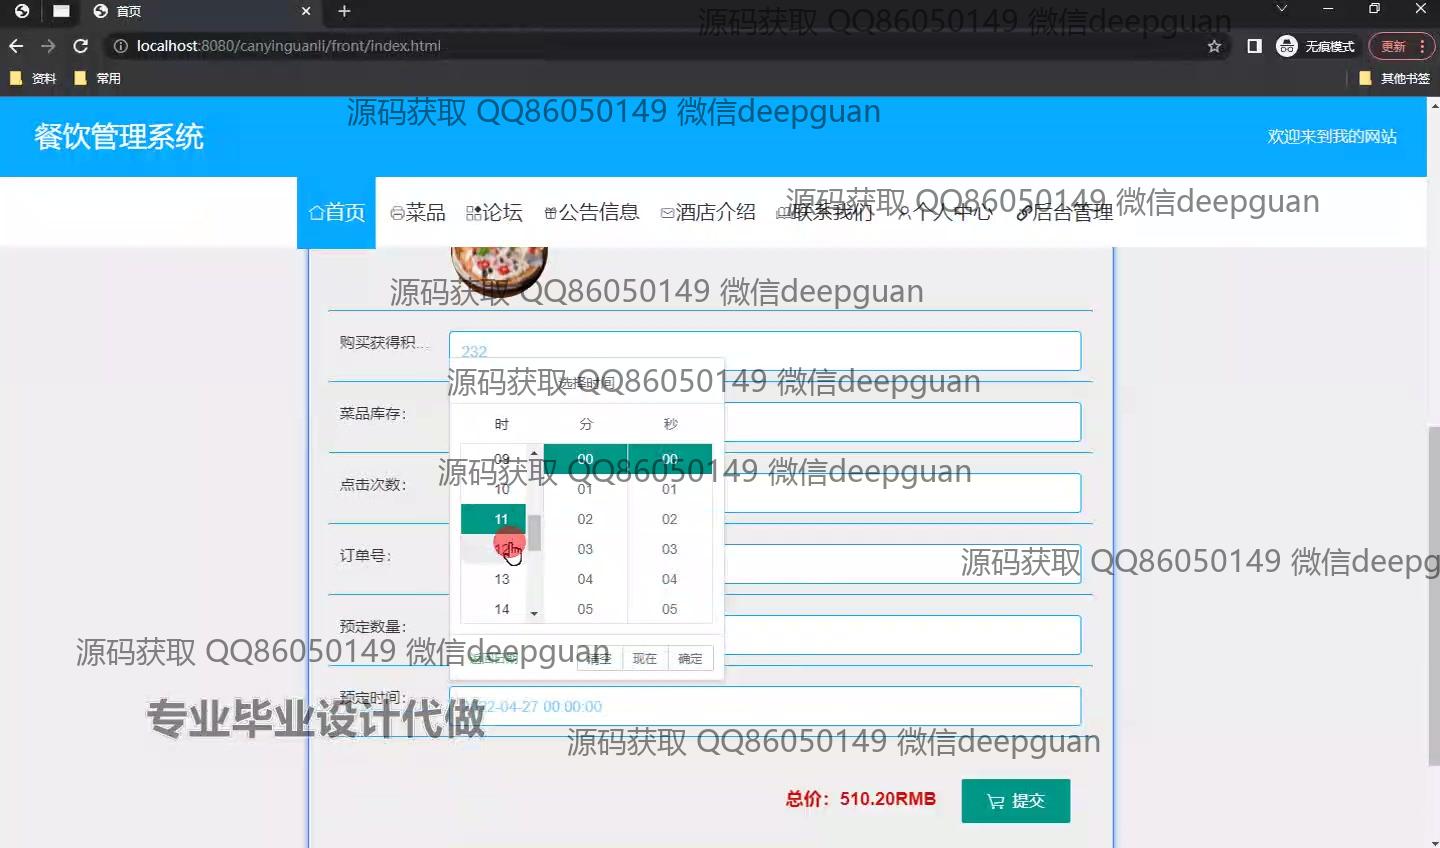 首页
源码获取 QQ86050149 微信deepguan
localhost:8080/canyinguanli/front/index.html
无痕模式
更新
资料
常用
其他书签
源码获取 QQ86050149 微信deepguan
餐饮管理系统
欢迎来到我的网站
源码获取 QQ86050149 微信deepguan
首页 菜品 论坛 公告信息 酒店介绍 联系我们 个人中心 后台管理
源码获取 QQ86050149 微信deepguan
购买获得积...
232
选择时间
源码获取 QQ86050149 微信deepguan
菜品库存：
时 分 秒
09 00 00
源码获取 QQ86050149 微信deepguan
点击次数：
10 01 01
11 02 02
订单号：
12 03 03
源码获取 QQ86050149 微信deepg
13 04 04
14 05 05
预定数量：
源码获取 QQ86050149 微信deepguan
返回日期 清空 现在 确定
预定时间：
2022-04-27 00:00:00
专业毕业设计代做
源码获取 QQ86050149 微信deepguan
总价：510.20RMB
提交